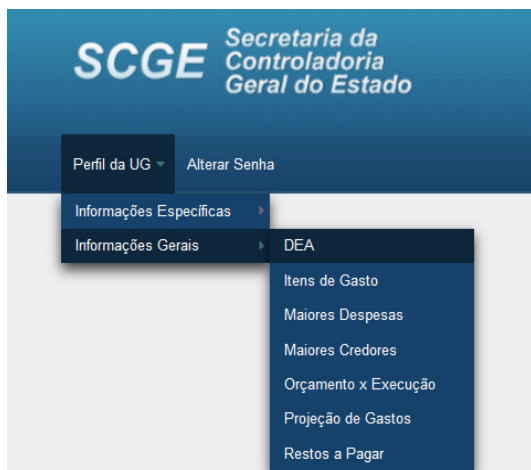 SCGE
Secretaria da
Controladoria
Geral do Estado
Perfil da UG Alterar Senha
Informações Específicas
Informações Gerais
DEA
Itens de Gasto
Maiores Despesas
Maiores Credores
Orçamento x Execução
Projeção de Gastos
Restos a Pagar